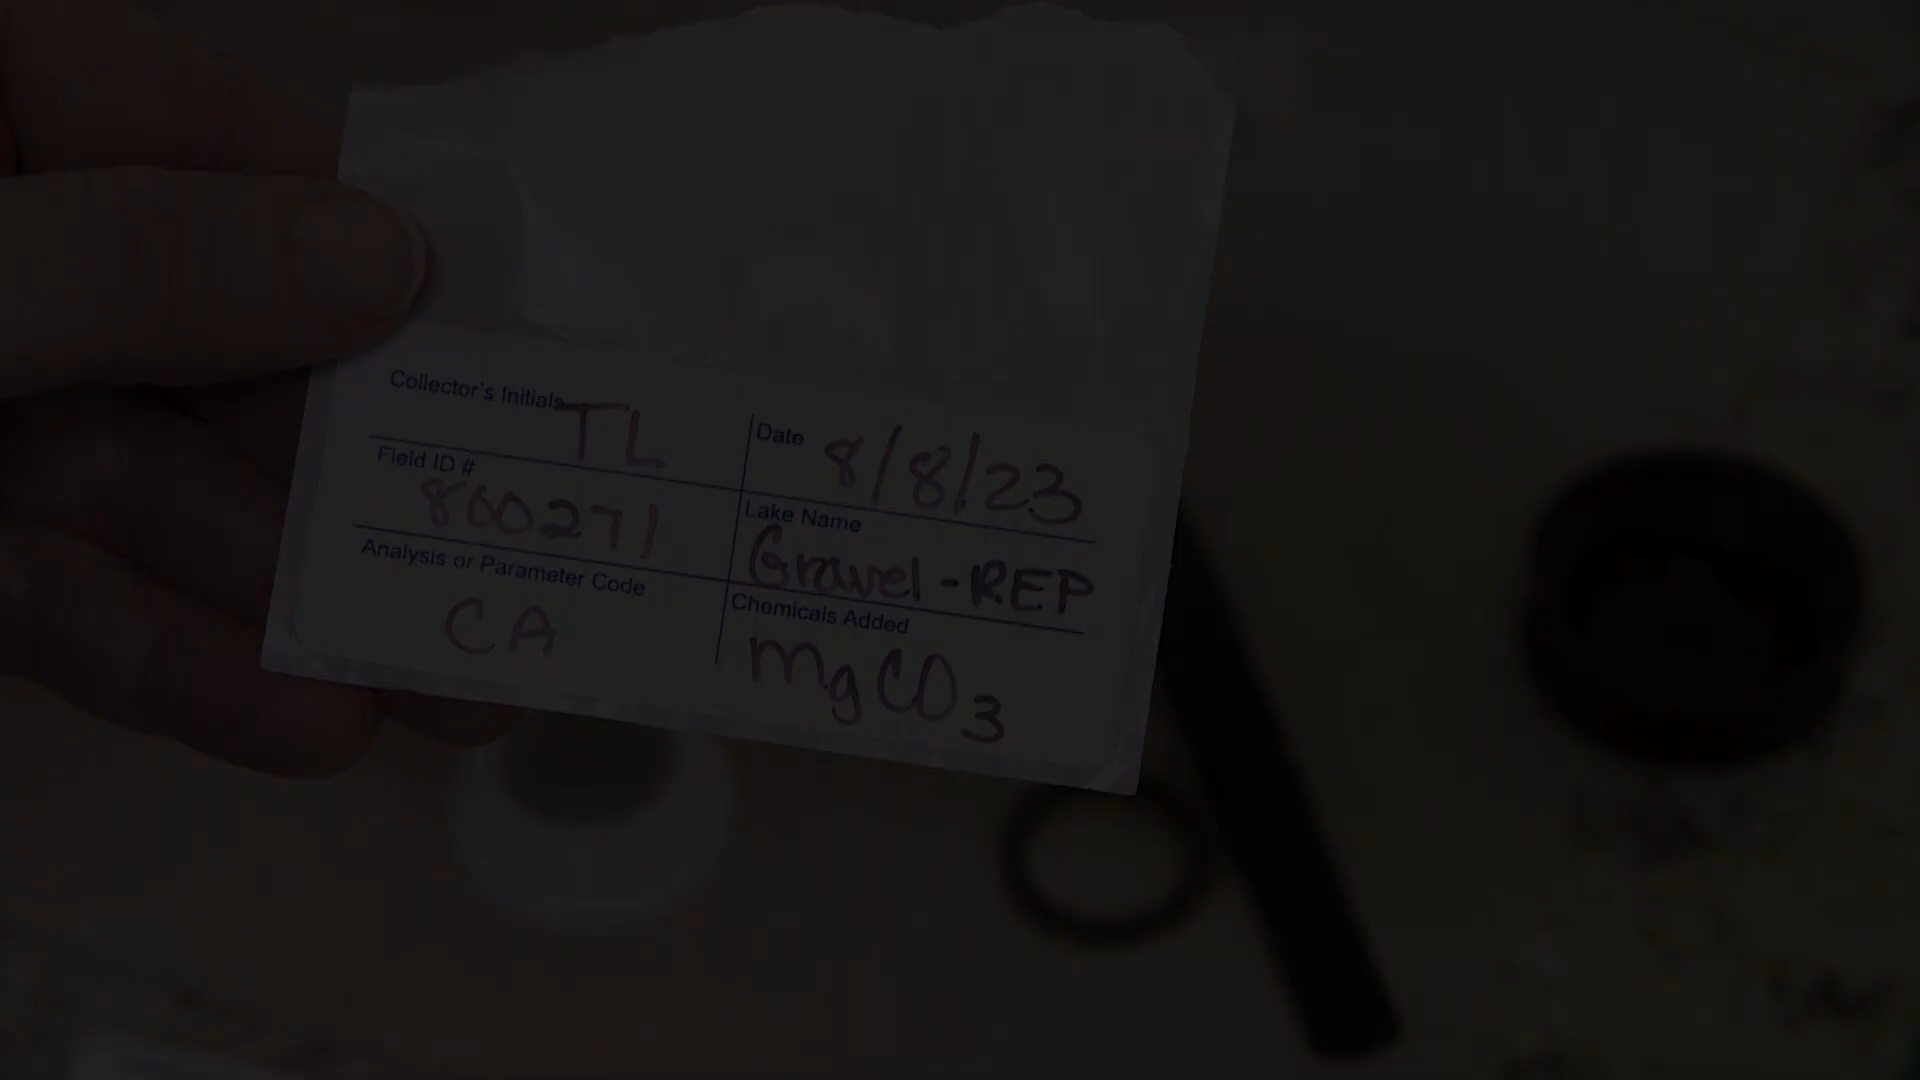 Collector's Initials TL
Date 8/8/23
Field ID # 800271
Lake Name Gravel-REP
Analysis or Parameter Code CA
Chemicals Added MgCO3